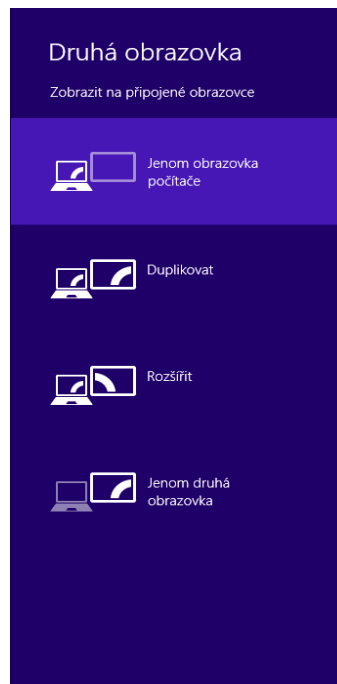 Druhá obrazovka
Zobrazit na připojené obrazovce
Jenom obrazovka
počítače
Duplikovat
Rozšířit
Jenom druhá
obrazovka